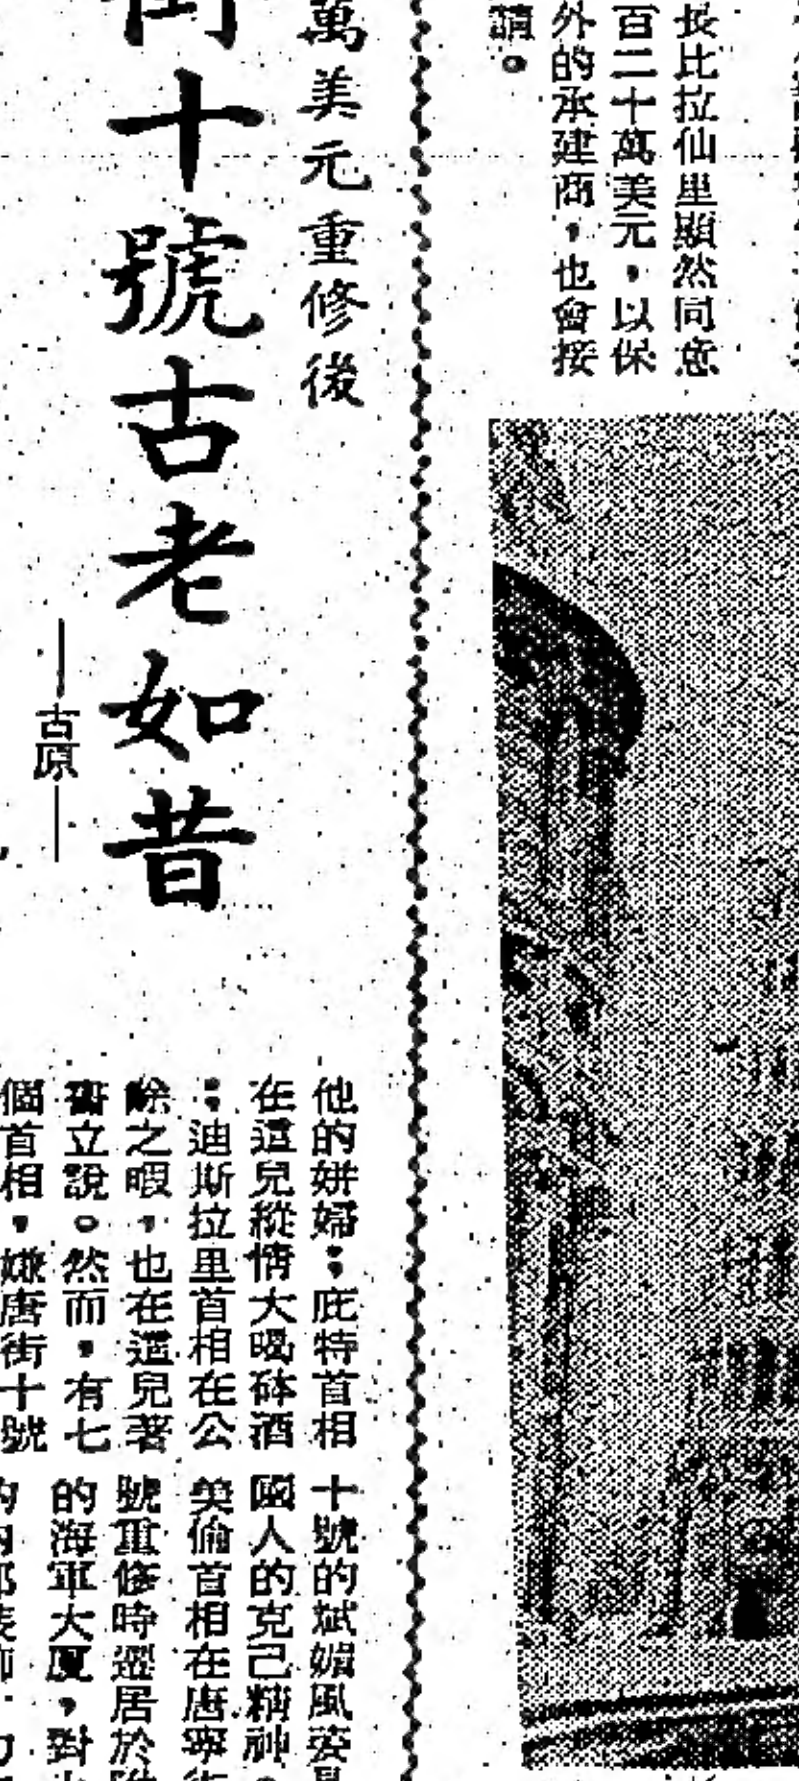 長比拉仙里顯然同意
百二十萬美元，以保
外的承建商，也會接
請。
萬美元重修後
街十號古老如昔
——古原——
他的姘婦；庇特首相
在這兒縱情大喝砵酒
；迪斯拉里首相在公
餘之暇，也在這兒著
書立說。然而，有七
個首相，嫌唐街十號
十號的斌媚風姿
國人的克己精神。
美倫首相在唐寧街
號重修時遷居於
的海軍大厦，對